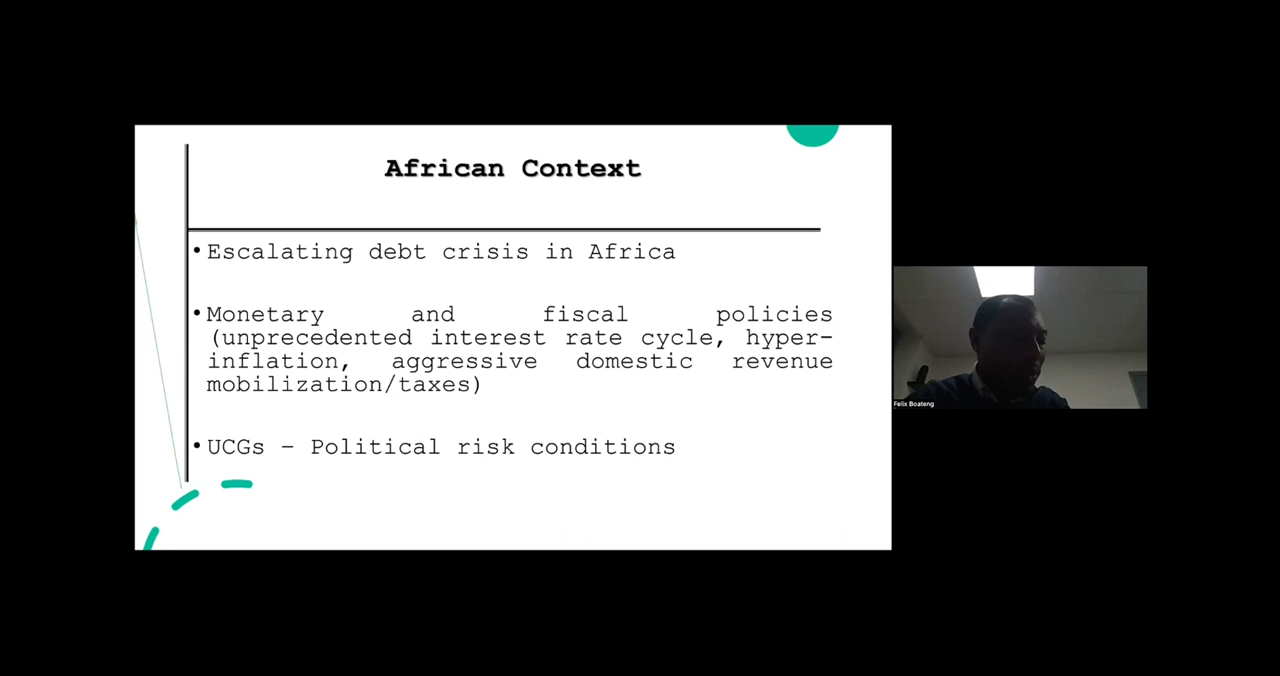 African Context
•Escalating debt crisis in Africa
•Monetary and fiscal policies
(unprecedented interest rate cycle, hyper-
inflation, aggressive domestic revenue
mobilization/taxes)
•UCGs – Political risk conditions
Felix Boateng